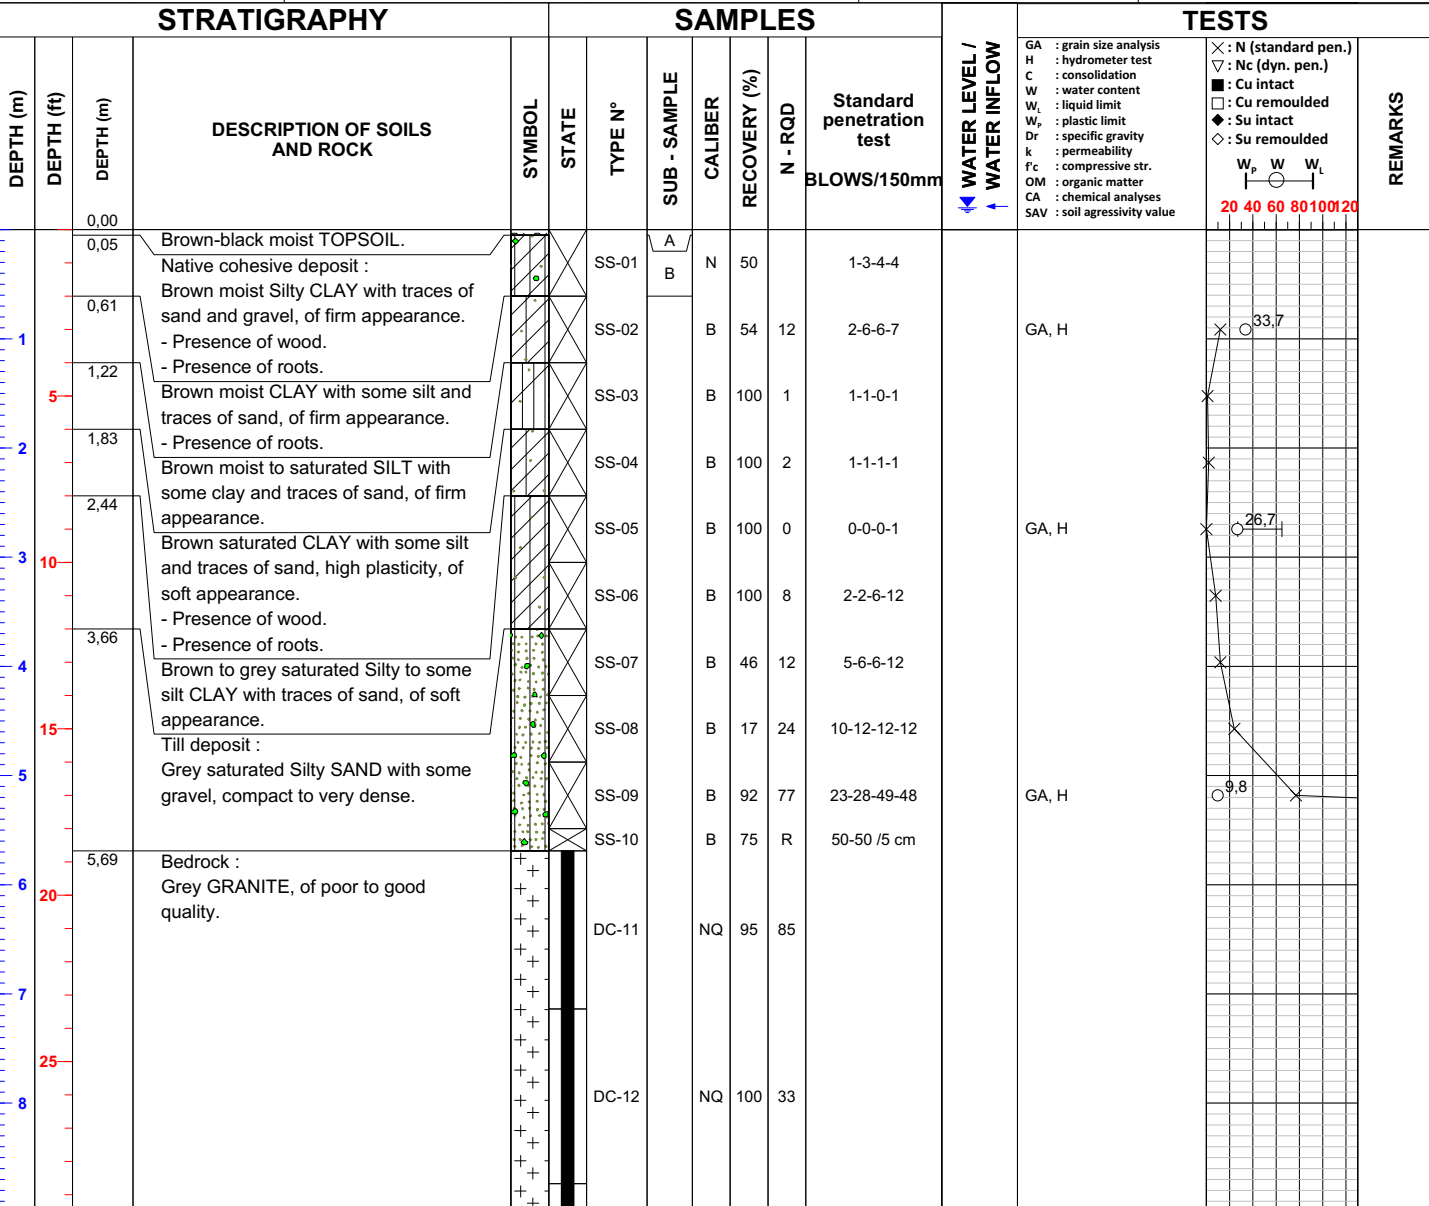 STRATIGRAPHY
SAMPLES
TESTS
DEPTH (m)
DEPTH (ft)
DEPTH (m)
DESCRIPTION OF SOILS
AND ROCK
SYMBOL
STATE
TYPE N°
SUB - SAMPLE
CALIBER
RECOVERY (%)
N - RQD
Standard
penetration
test
BLOWS/150mm
WATER LEVEL /
WATER INFLOW
GA : grain size analysis
H : hydrometer test
C : consolidation
W : water content
WL : liquid limit
WP : plastic limit
Dr : specific gravity
k : permeability
f'c : compressive str.
OM : organic matter
CA : chemical analyses
SAV : soil agressivity value
: N (standard pen.)
: Nc (dyn. pen.)
: Cu intact
: Cu remoulded
: Su intact
: Su remoulded
WP W WL
20 40 60 80 100 120
REMARKS
0,00
0,05
Brown-black moist TOPSOIL.
Native cohesive deposit :
Brown moist Silty CLAY with traces of
sand and gravel, of firm appearance.
- Presence of wood.
- Presence of roots.
0,61
Brown moist CLAY with some silt and
traces of sand, of firm appearance.
- Presence of roots.
1,22
Brown moist to saturated SILT with
some clay and traces of sand, of firm
appearance.
1,83
Brown saturated CLAY with some silt
and traces of sand, high plasticity, of
soft appearance.
- Presence of wood.
- Presence of roots.
2,44
Brown to grey saturated Silty to some
silt CLAY with traces of sand, of soft
appearance.
3,66
Till deposit :
Grey saturated Silty SAND with some
gravel, compact to very dense.
5,69
Bedrock :
Grey GRANITE, of poor to good
quality.
1
2
3
4
5
6
7
8
5
10
15
20
25
A
B
SS-01 N 50 1-3-4-4
SS-02 B 54 12 2-6-6-7 GA, H 33,7
SS-03 B 100 1 1-1-0-1
SS-04 B 100 2 1-1-1-1
SS-05 B 100 0 0-0-0-1 GA, H 26,7
SS-06 B 100 8 2-2-6-12
SS-07 B 46 12 5-6-6-12
SS-08 B 17 24 10-12-12-12
SS-09 B 92 77 23-28-49-48 GA, H 9,8
SS-10 B 75 R 50-50 /5 cm
DC-11 NQ 95 85
DC-12 NQ 100 33